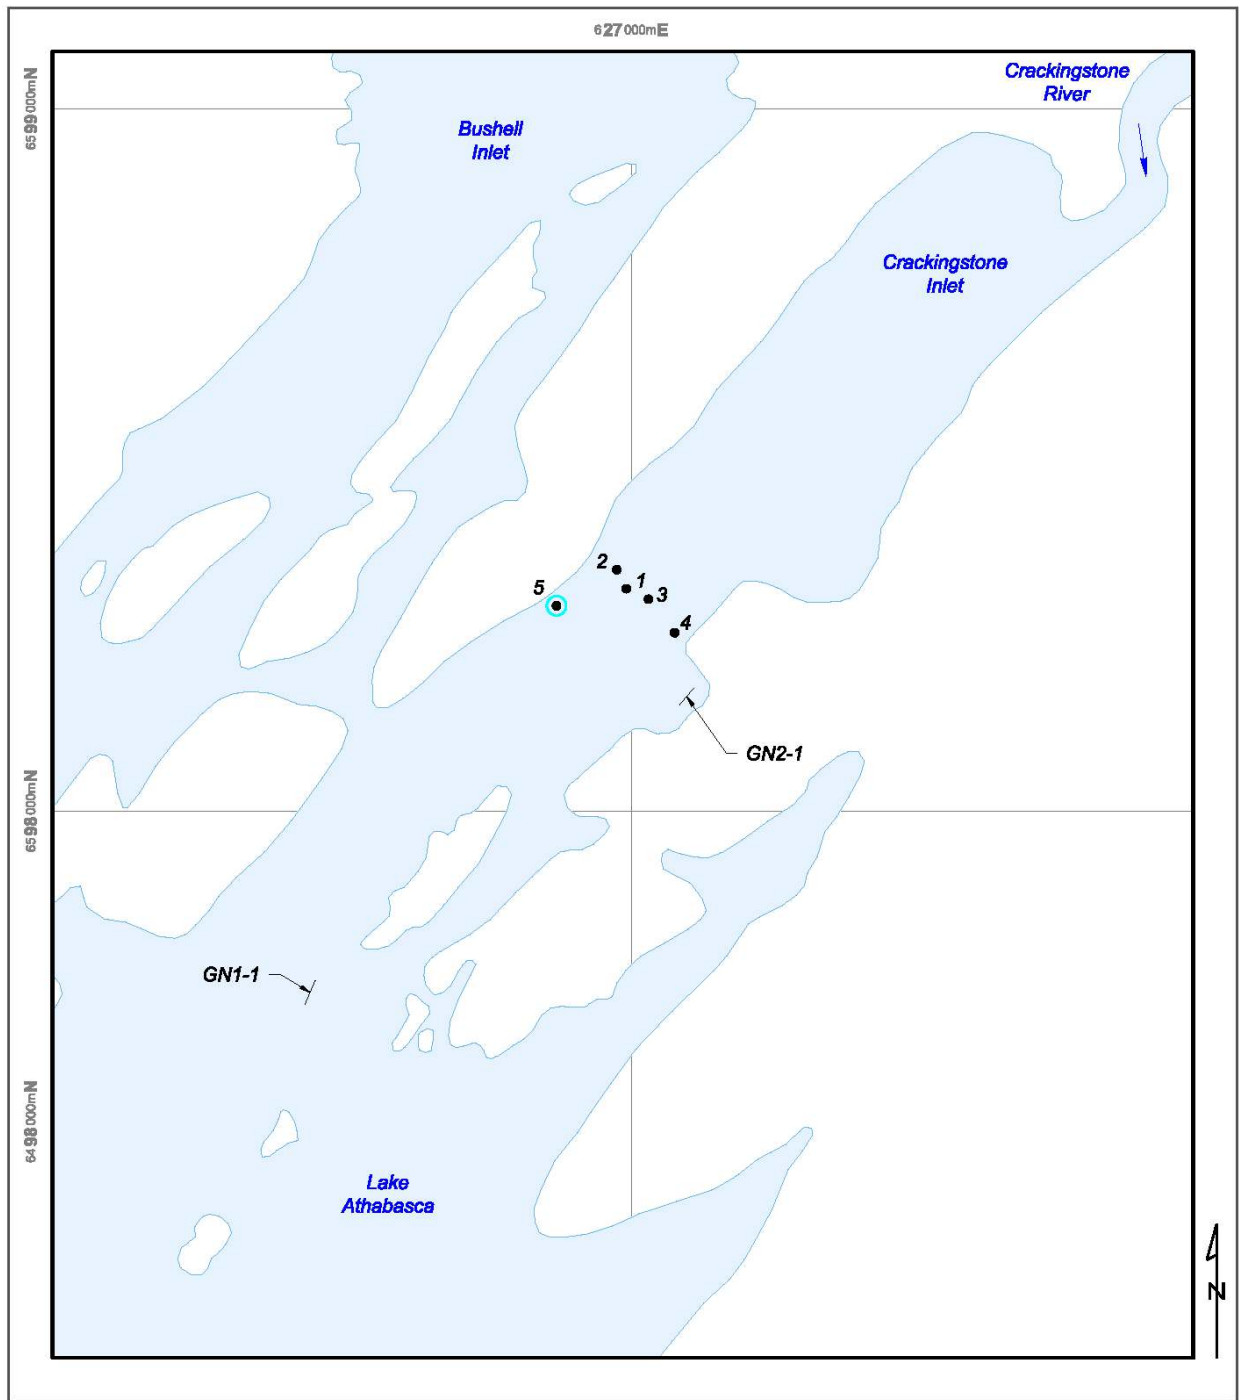 627000mE
6599000mN
Crackingstone
River
Bushell
Inlet
Crackingstone
Inlet
2
1
5
3
4
GN2-1
6598000mN
GN1-1
6498000mN
Lake
Athabasca
N